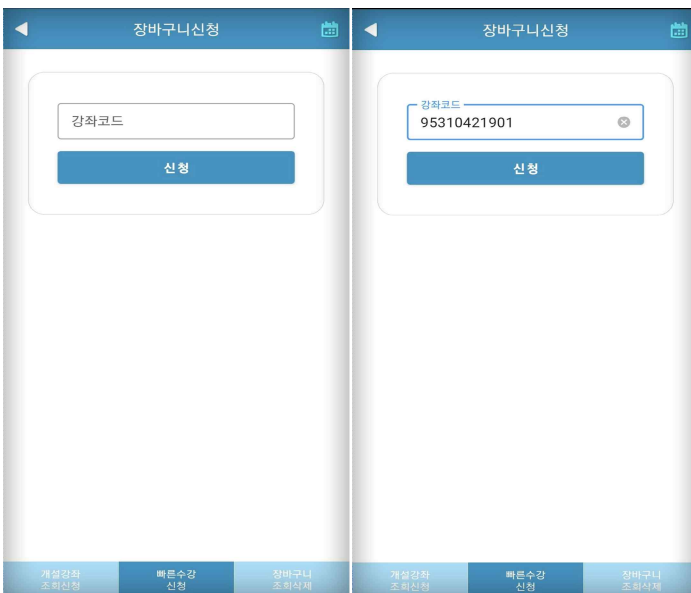 장바구니신청
강좌코드
신청
개설강좌
조회신청
빠른수강
신청
장바구니
조회삭제
장바구니신청
강좌코드
95310421901
신청
개설강좌
조회신청
빠른수강
신청
장바구니
조회삭제